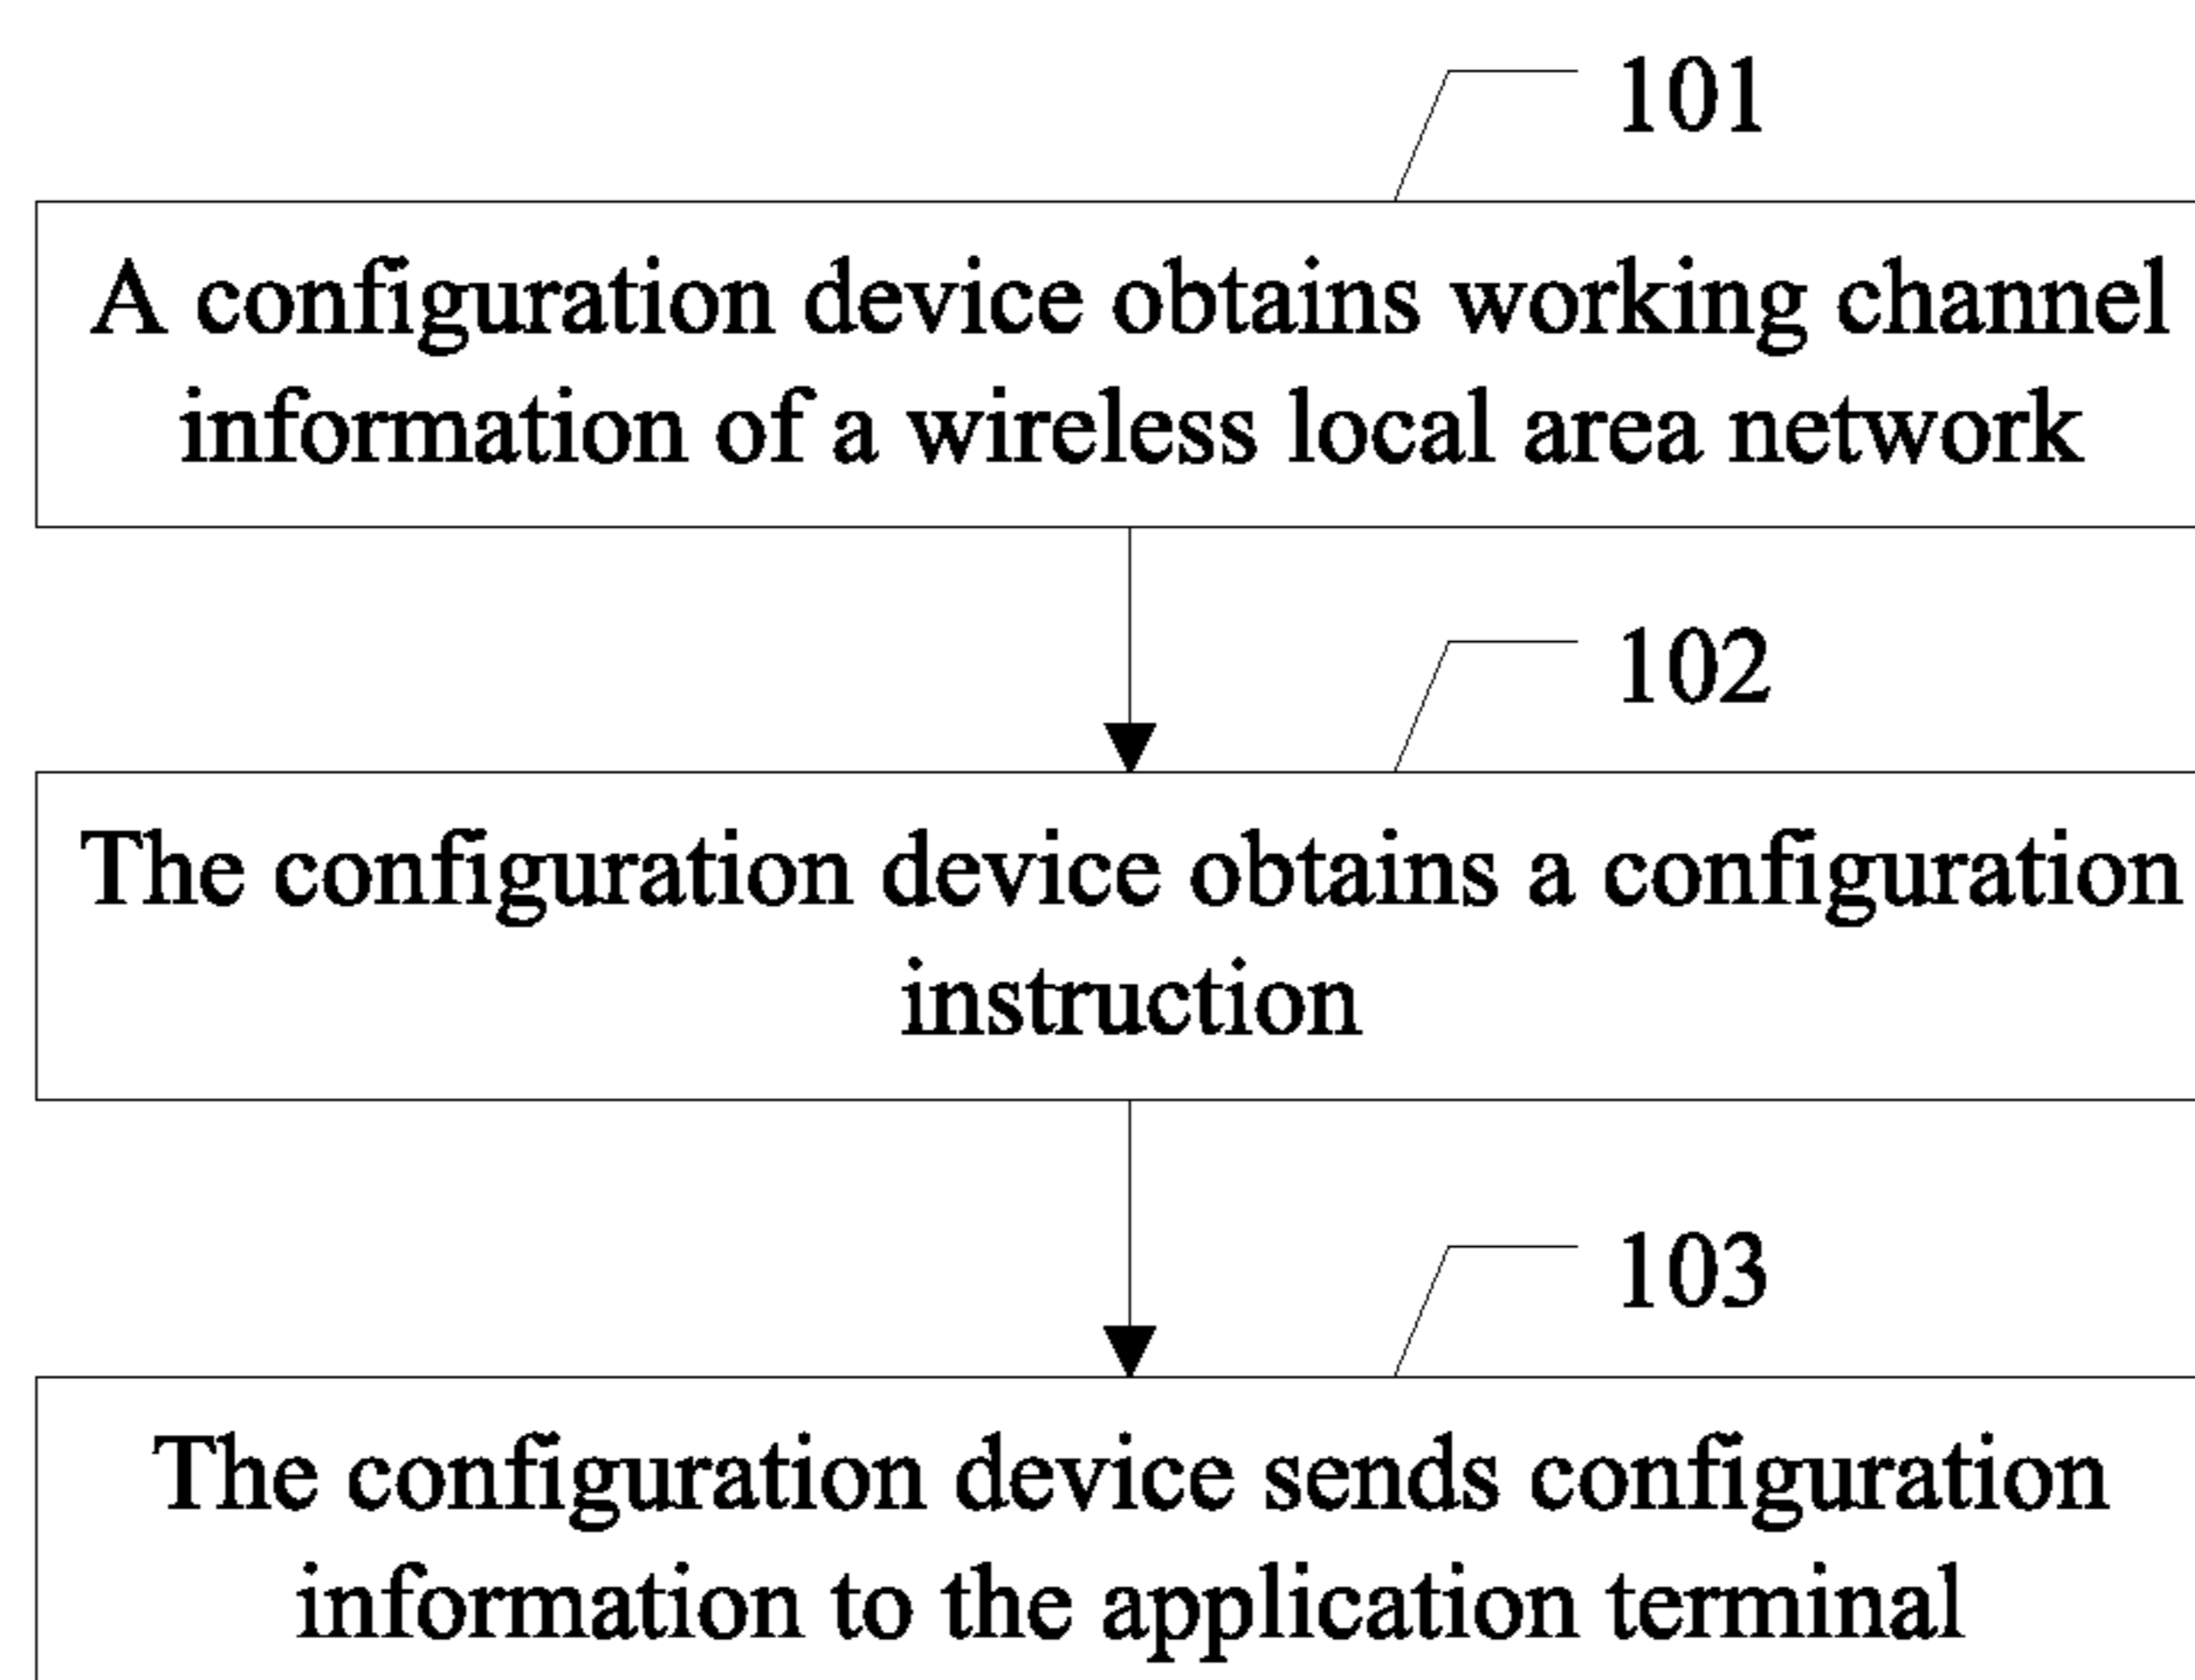 101
A configuration device obtains working channel
information of a wireless local area network
102
The configuration device obtains a configuration
instruction
103
The configuration device sends configuration
information to the application terminal